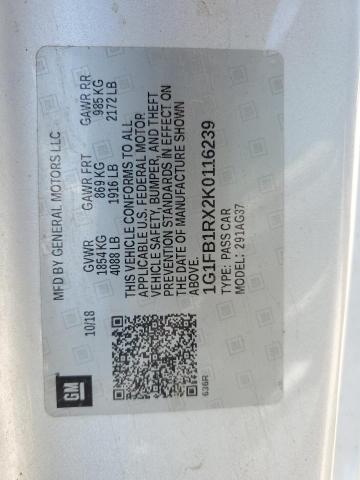 MFD BY GENERAL MOTORS LLC
10/18
GVWR
1854KG
4088 LB
GAWR FRT
869 KG
1916 LB
GAWR RR
985 KG
2172 LB
THIS VEHICLE CONFORMS TO ALL
APPLICABLE U.S. FEDERAL MOTOR
VEHICLE SAFETY, BUMPER, AND THEFT
PREVENTION STANDARDS IN EFFECT ON
THE DATE OF MANUFACTURE SHOWN
ABOVE
1G1FB1RX2K0116239
TYPE: PASS CAR
MODEL: 291AG37
GM
636R